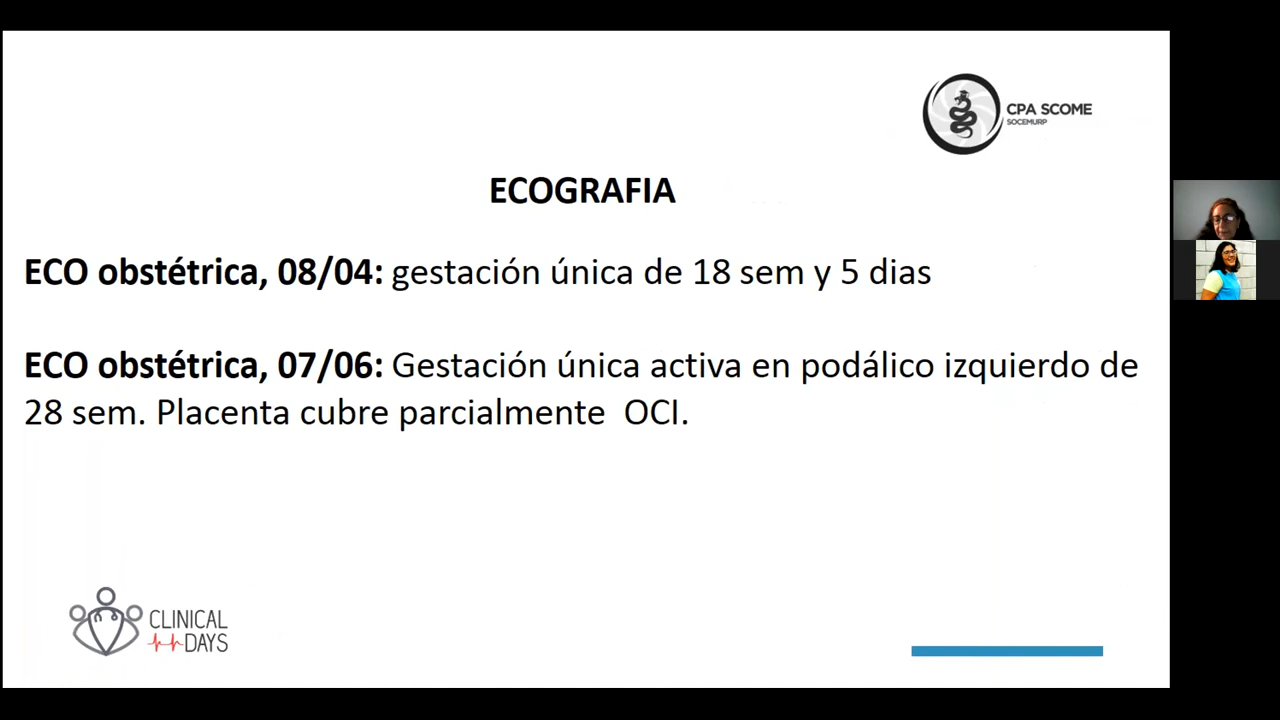 CPA SCOME
SOCEMURP
ECOGRAFIA
ECO obstétrica, 08/04: gestación única de 18 sem y 5 dias
ECO obstétrica, 07/06: Gestación única activa en podálico izquierdo de
28 sem. Placenta cubre parcialmente OCI.
CLINICAL
DAYS